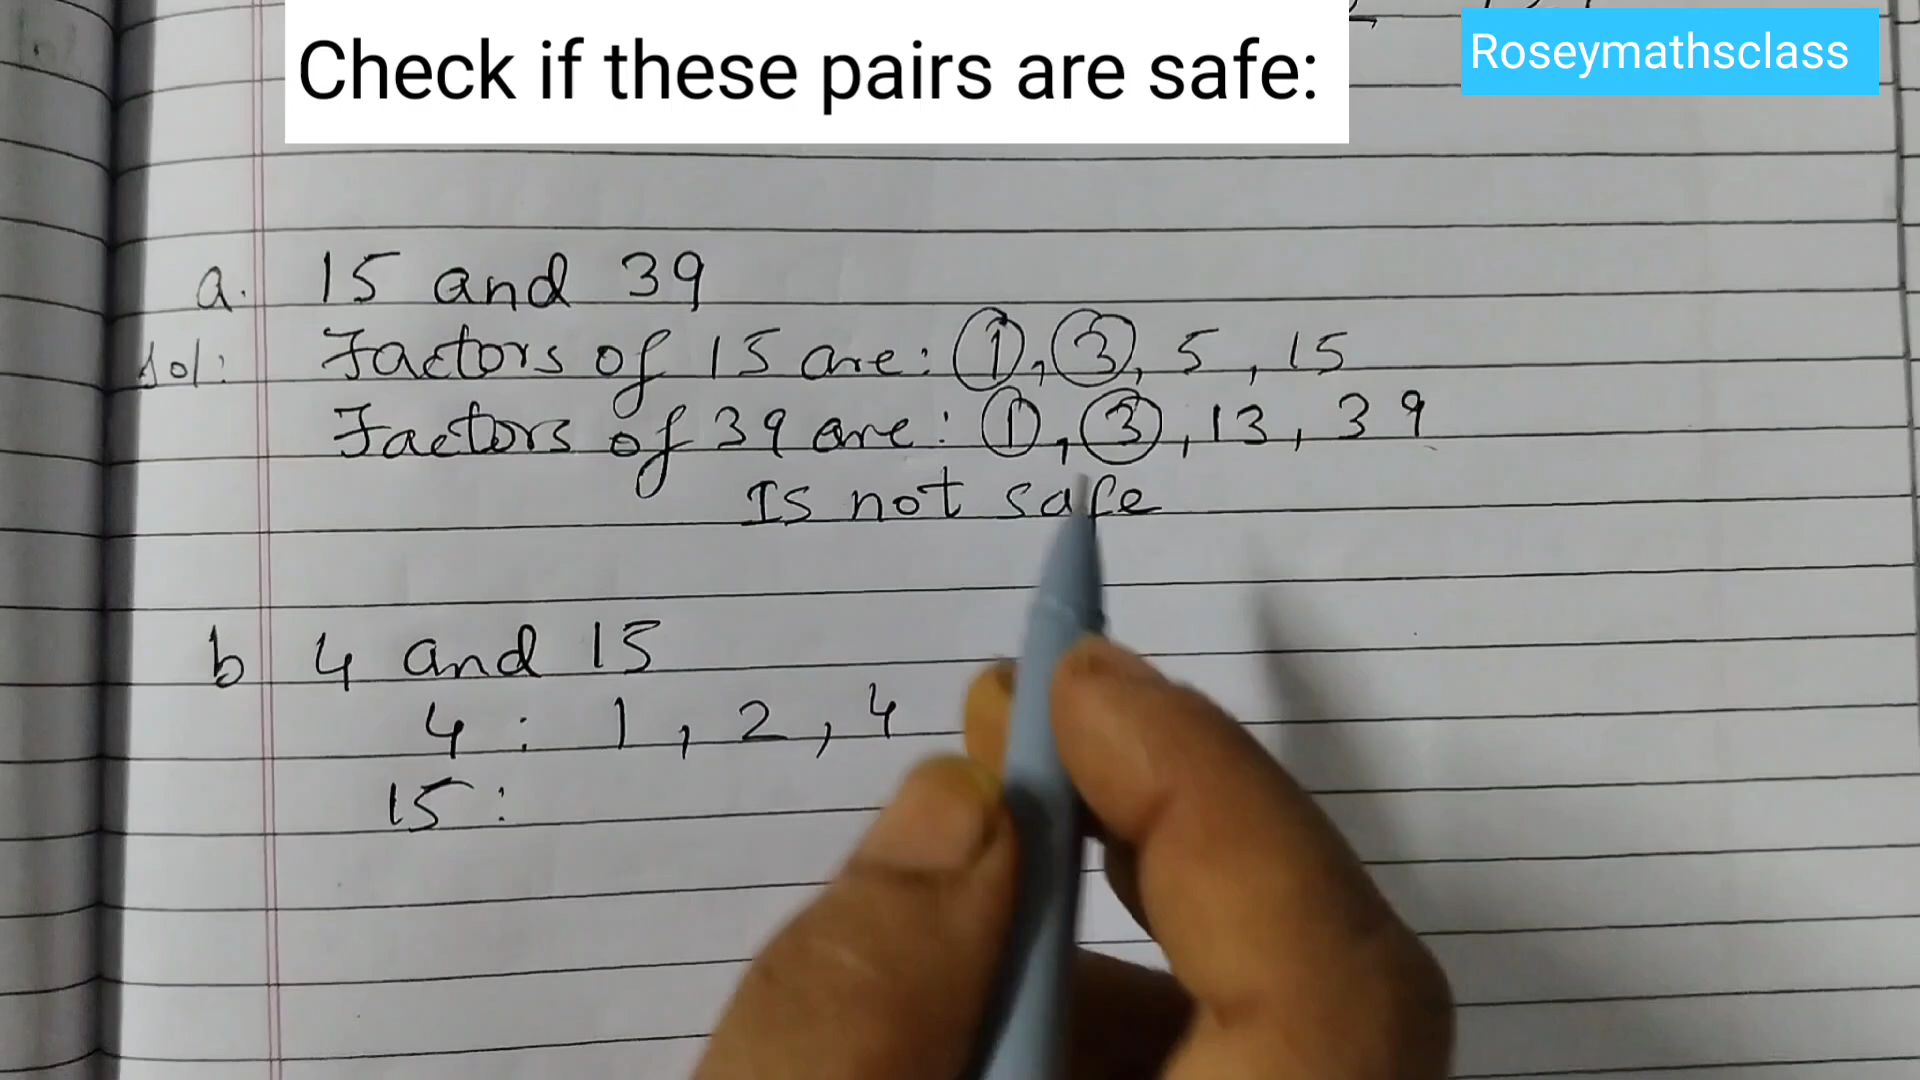 Check if these pairs are safe:
Roseymathsclass
a. 15 and 39
Sol: Factors of 15 are: 1, 3, 5, 15
Factors of 39 are: 1, 3, 13, 39
Is not safe
b 4 and 15
4 : 1, 2, 4
15: